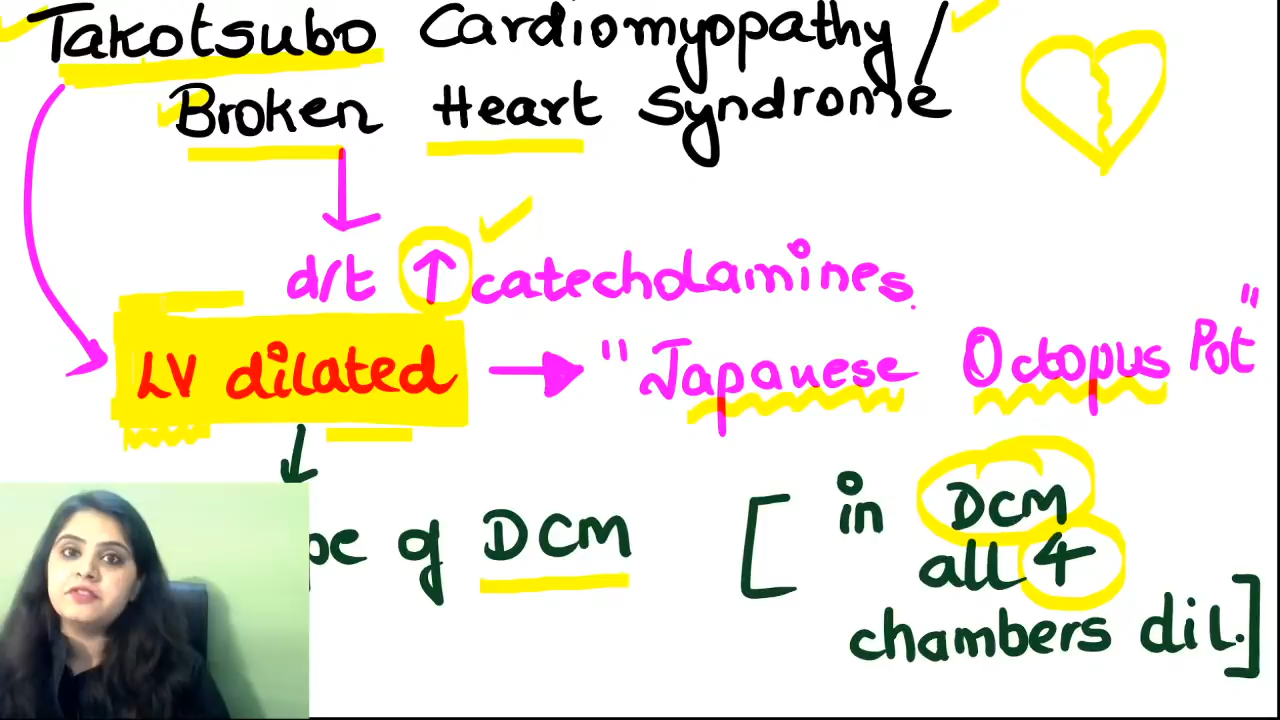 Takotsubo Cardiomyopathy /
Broken Heart Syndrome
d/t ↑ catecholamines.
LV dilated → "Japanese Octopus Pot"
of DCM
[ in DCM
all 4
chambers dil. ]